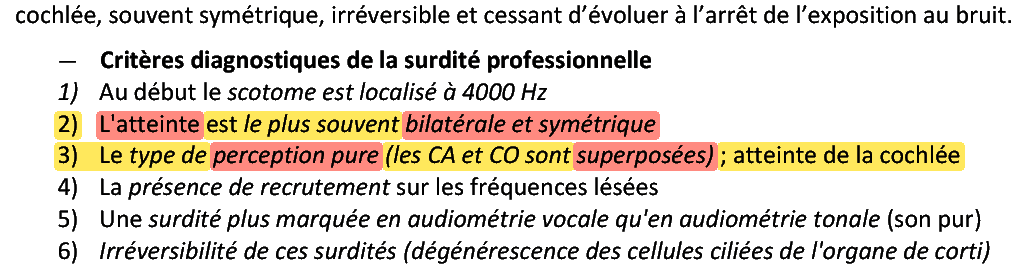 cochlée, souvent symétrique, irréversible et cessant d’évoluer à l’arrêt de l’exposition au bruit.
— Critères diagnostiques de la surdité professionnelle
1) Au début le scotome est localisé à 4000 Hz
2) L'atteinte est le plus souvent bilatérale et symétrique
3) Le type de perception pure (les CA et CO sont superposées) ; atteinte de la cochlée
4) La présence de recrutement sur les fréquences lésées
5) Une surdité plus marquée en audiométrie vocale qu'en audiométrie tonale (son pur)
6) Irréversibilité de ces surdités (dégénérescence des cellules ciliées de l'organe de corti)